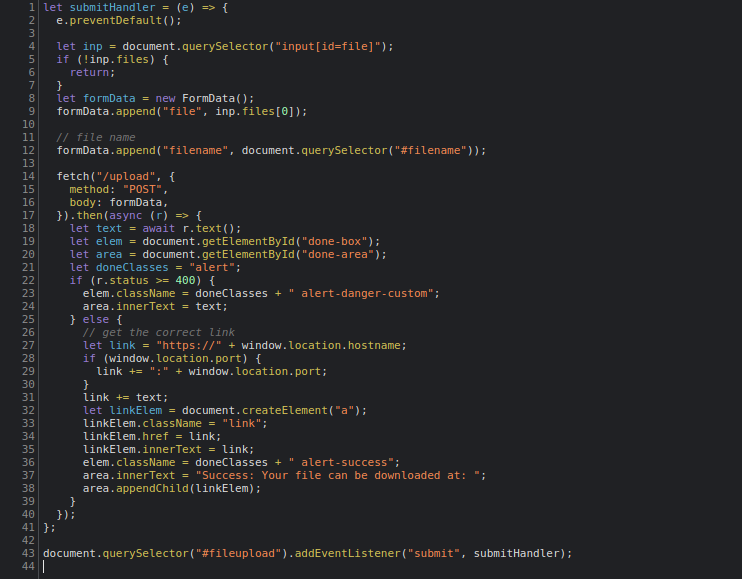 1 let submitHandler = (e) => {
2   e.preventDefault();
3
4   let inp = document.querySelector("input[id=file]");
5   if (!inp.files) {
6     return;
7   }
8   let formData = new FormData();
9   formData.append("file", inp.files[0]);
10
11   // file name
12   formData.append("filename", document.querySelector("#filename"));
13
14   fetch("/upload", {
15     method: "POST",
16     body: formData,
17   }).then(async (r) => {
18     let text = await r.text();
19     let elem = document.getElementById("done-box");
20     let area = document.getElementById("done-area");
21     let doneClasses = "alert";
22     if (r.status >= 400) {
23       elem.className = doneClasses + " alert-danger-custom";
24       area.innerText = text;
25     } else {
26       // get the correct link
27       let link = "https://" + window.location.hostname;
28       if (window.location.port) {
29         link += ":" + window.location.port;
30       }
31       link += text;
32       let linkElem = document.createElement("a");
33       linkElem.className = "link";
34       linkElem.href = link;
35       linkElem.innerText = link;
36       elem.className = doneClasses + " alert-success";
37       area.innerText = "Success: Your file can be downloaded at: ";
38       area.appendChild(linkElem);
39     }
40   });
41 };
42
43 document.querySelector("#fileupload").addEventListener("submit", submitHandler);
44